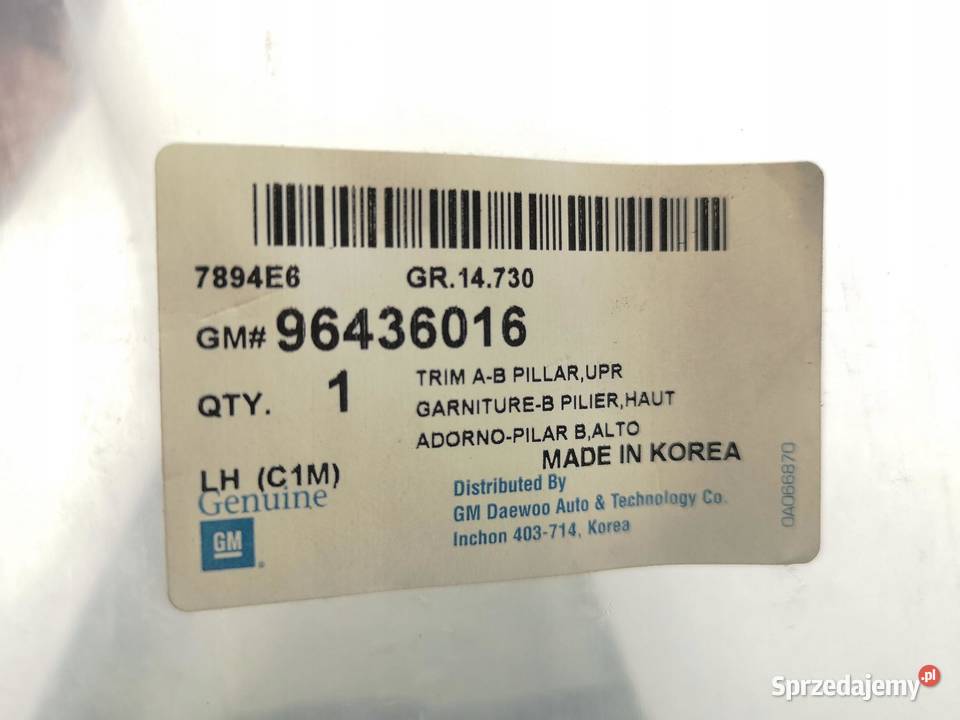 7894E6 GR.14.730
GM# 96436016
QTY. 1
TRIM A-B PILLAR,UPR
GARNITURE-B PILIER,HAUT
ADORNO-PILAR B,ALTO
MADE IN KOREA
LH (C1M)
Genuine
GM
Distributed By
GM Daewoo Auto & Technology Co.
Inchon 403-714, Korea
0A066870
Sprzedajemy.pl